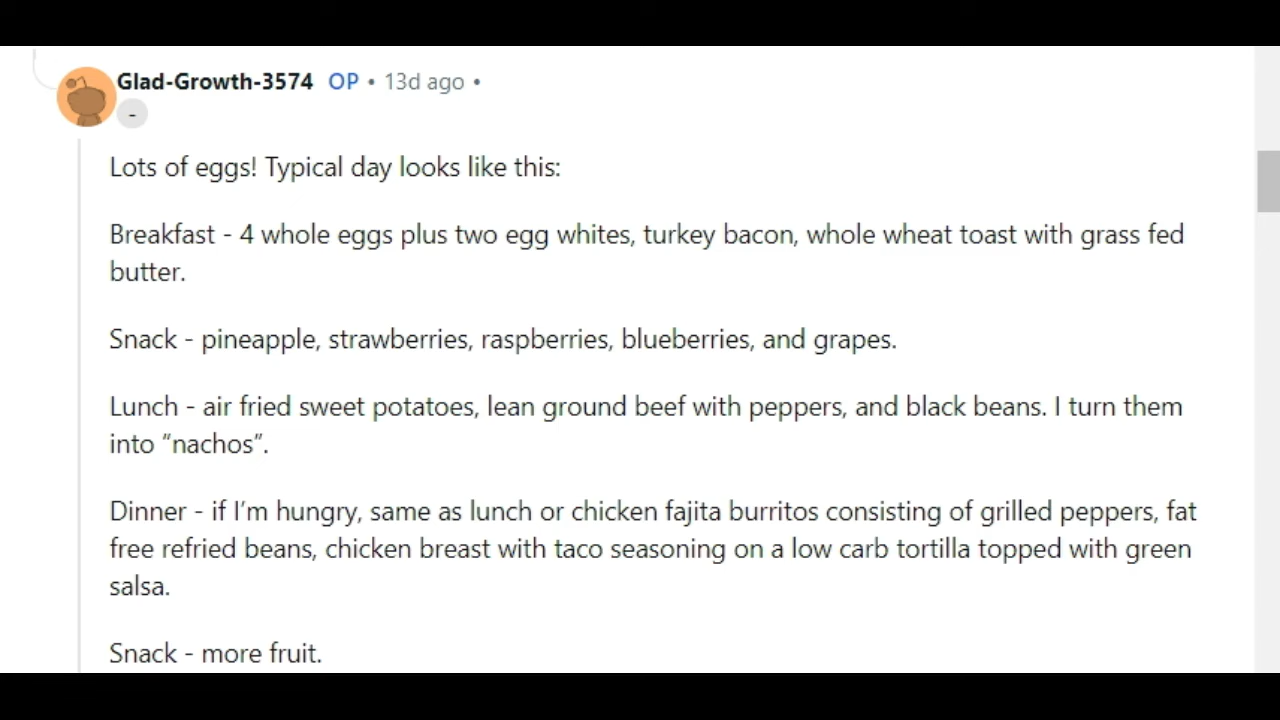 Glad-Growth-3574 OP • 13d ago •
-
Lots of eggs! Typical day looks like this:
Breakfast - 4 whole eggs plus two egg whites, turkey bacon, whole wheat toast with grass fed
butter.
Snack - pineapple, strawberries, raspberries, blueberries, and grapes.
Lunch - air fried sweet potatoes, lean ground beef with peppers, and black beans. I turn them
into “nachos”.
Dinner - if I’m hungry, same as lunch or chicken fajita burritos consisting of grilled peppers, fat
free refried beans, chicken breast with taco seasoning on a low carb tortilla topped with green
salsa.
Snack - more fruit.